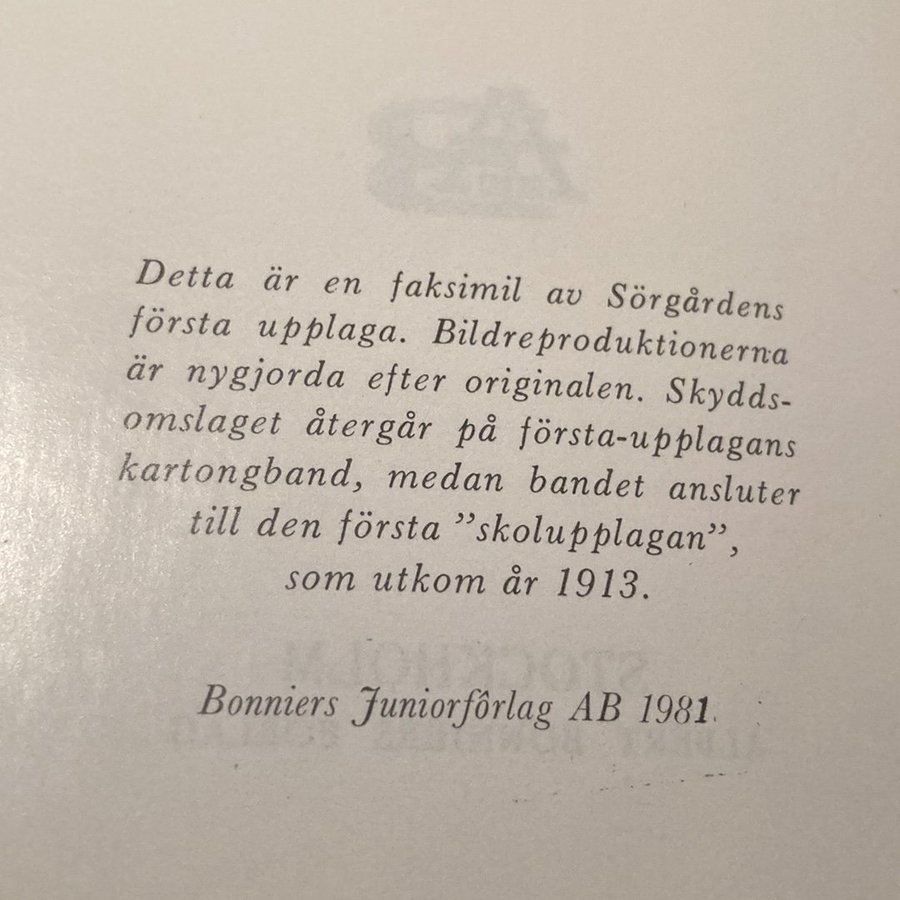 Detta är en faksimil av Sörgårdens
första upplaga. Bildreproduktionerna
är nygjorda efter originalen. Skydds-
omslaget återgår på första-upplagans
kartongband, medan bandet ansluter
till den första ”skolupplagan”,
som utkom år 1913.
Bonniers Juniorförlag AB 1981.